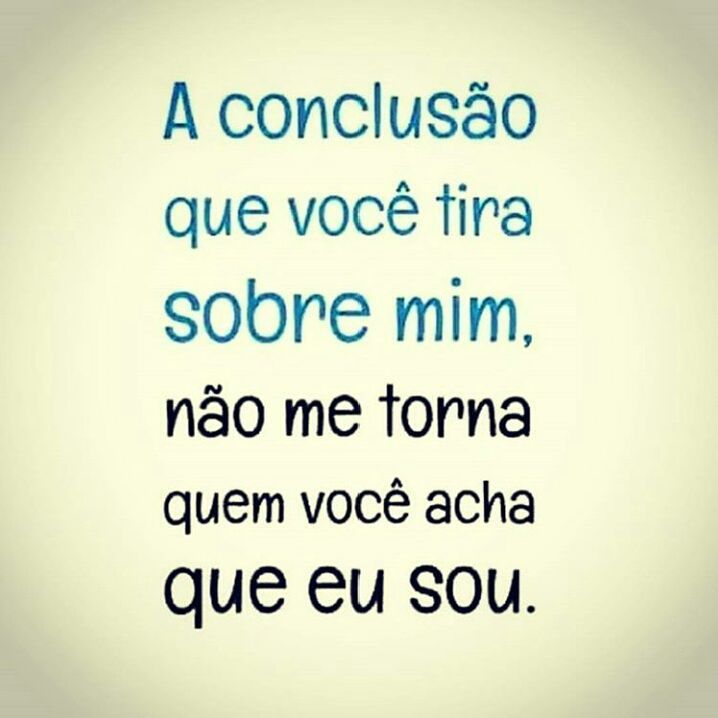 A conclusão
que você tira
sobre mim,
não me torna
quem você acha
que eu sou.